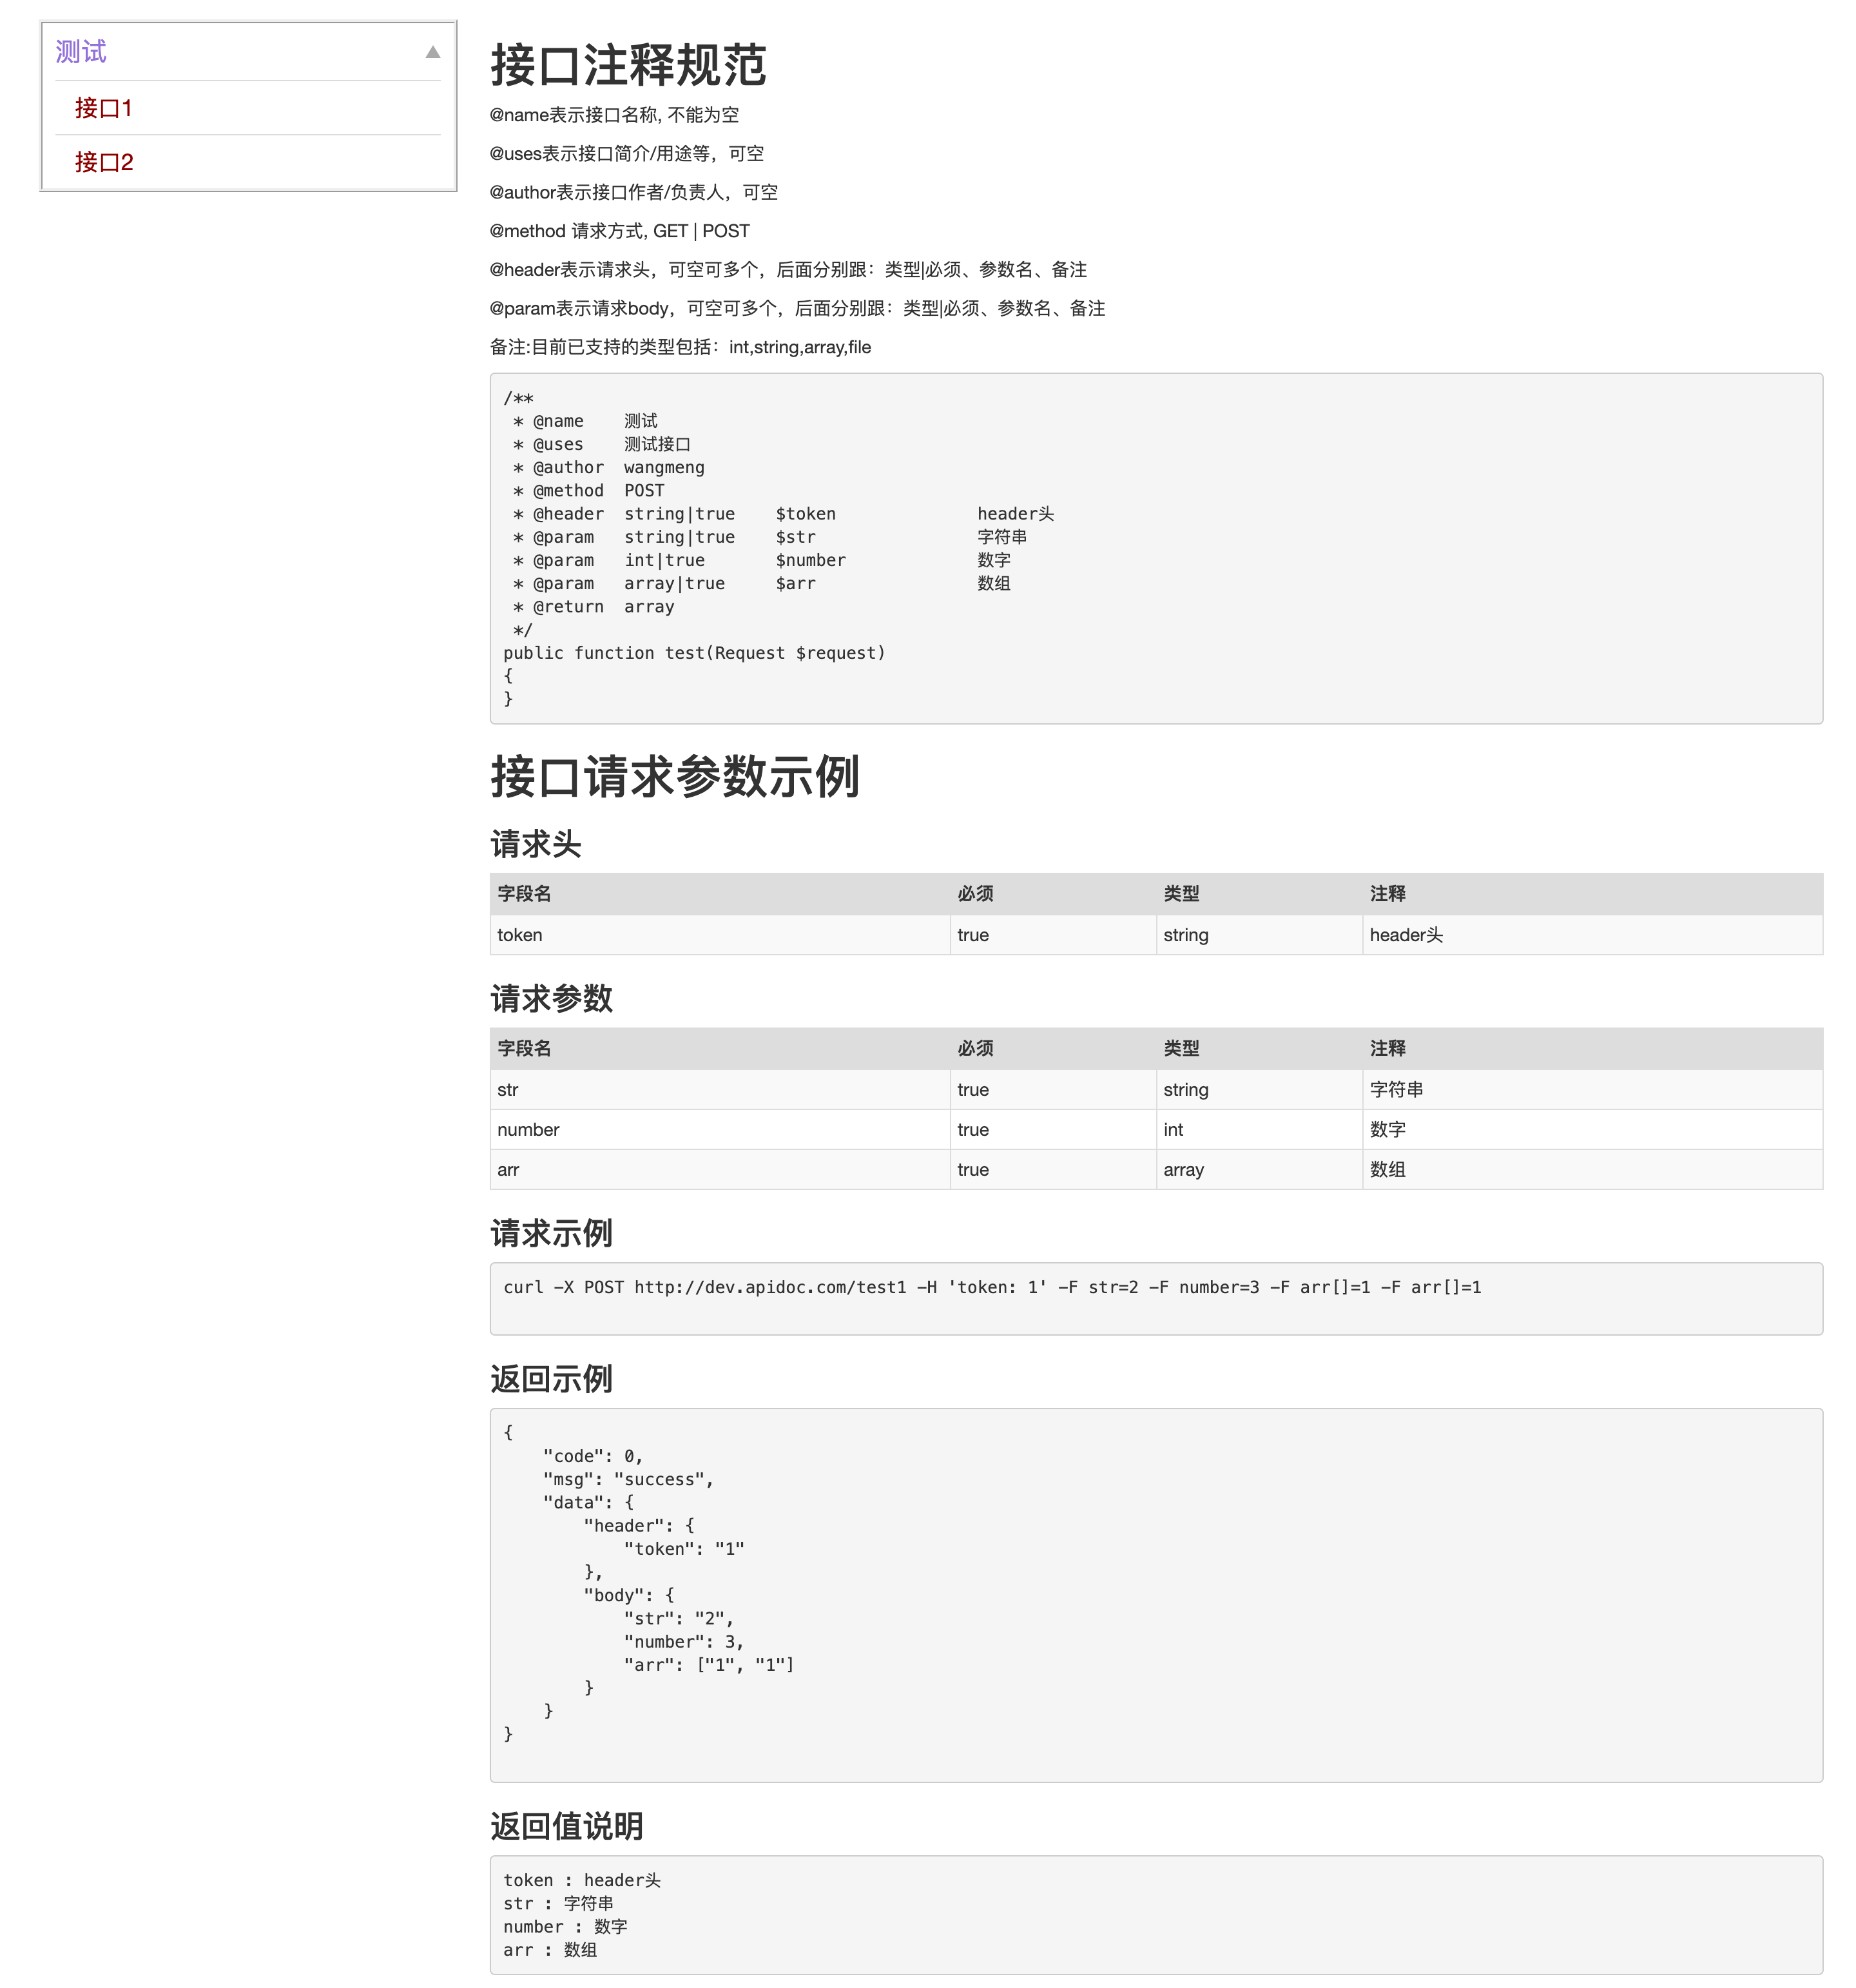 测试 ▲
接口1
接口2
接口注释规范
@name表示接口名称, 不能为空
@uses表示接口简介/用途等，可空
@author表示接口作者/负责人，可空
@method 请求方式, GET | POST
@header表示请求头，可空可多个，后面分别跟：类型|必须、参数名、备注
@param表示请求body，可空可多个，后面分别跟：类型|必须、参数名、备注
备注:目前已支持的类型包括：int,string,array,file
/**
 * @name    测试
 * @uses    测试接口
 * @author  wangmeng
 * @method  POST
 * @header  string|true    $token              header头
 * @param   string|true    $str                字符串
 * @param   int|true       $number             数字
 * @param   array|true     $arr                数组
 * @return  array
 */
public function test(Request $request)
{
}
接口请求参数示例
请求头
字段名 必须 类型 注释
token true string header头
请求参数
字段名 必须 类型 注释
str true string 字符串
number true int 数字
arr true array 数组
请求示例
curl -X POST http://dev.apidoc.com/test1 -H 'token: 1' -F str=2 -F number=3 -F arr[]=1 -F arr[]=1
返回示例
{
    "code": 0,
    "msg": "success",
    "data": {
        "header": {
            "token": "1"
        },
        "body": {
            "str": "2",
            "number": 3,
            "arr": ["1", "1"]
        }
    }
}
返回值说明
token : header头
str : 字符串
number : 数字
arr : 数组